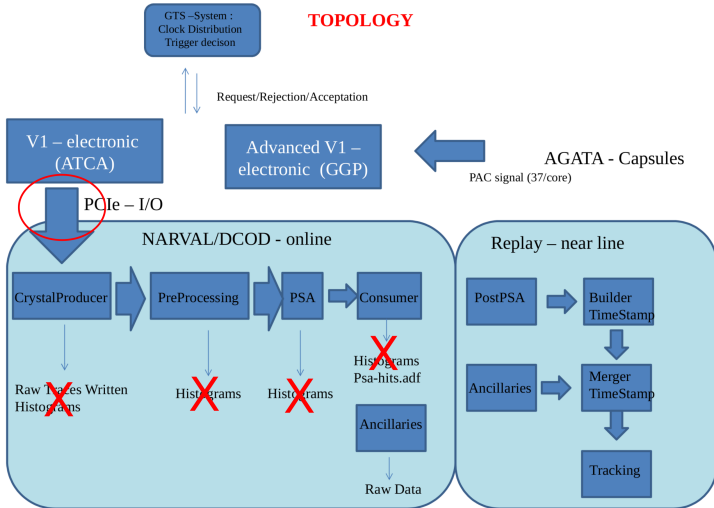 GTS –System :
Clock Distribution
Trigger decison
TOPOLOGY
Request/Rejection/Acceptation
V1 – electronic
(ATCA)
Advanced V1 –
electronic (GGP)
AGATA - Capsules
PAC signal (37/core)
PCIe – I/O
NARVAL/DCOD - online
Replay – near line
CrystalProducer
PreProcessing
PSA
Consumer
PostPSA
Builder
TimeStamp
Raw Traces Written
Histograms
Histograms
Histograms
Histograms
Psa-hits.adf
Ancillaries
Merger
TimeStamp
Ancillaries
Raw Data
Tracking